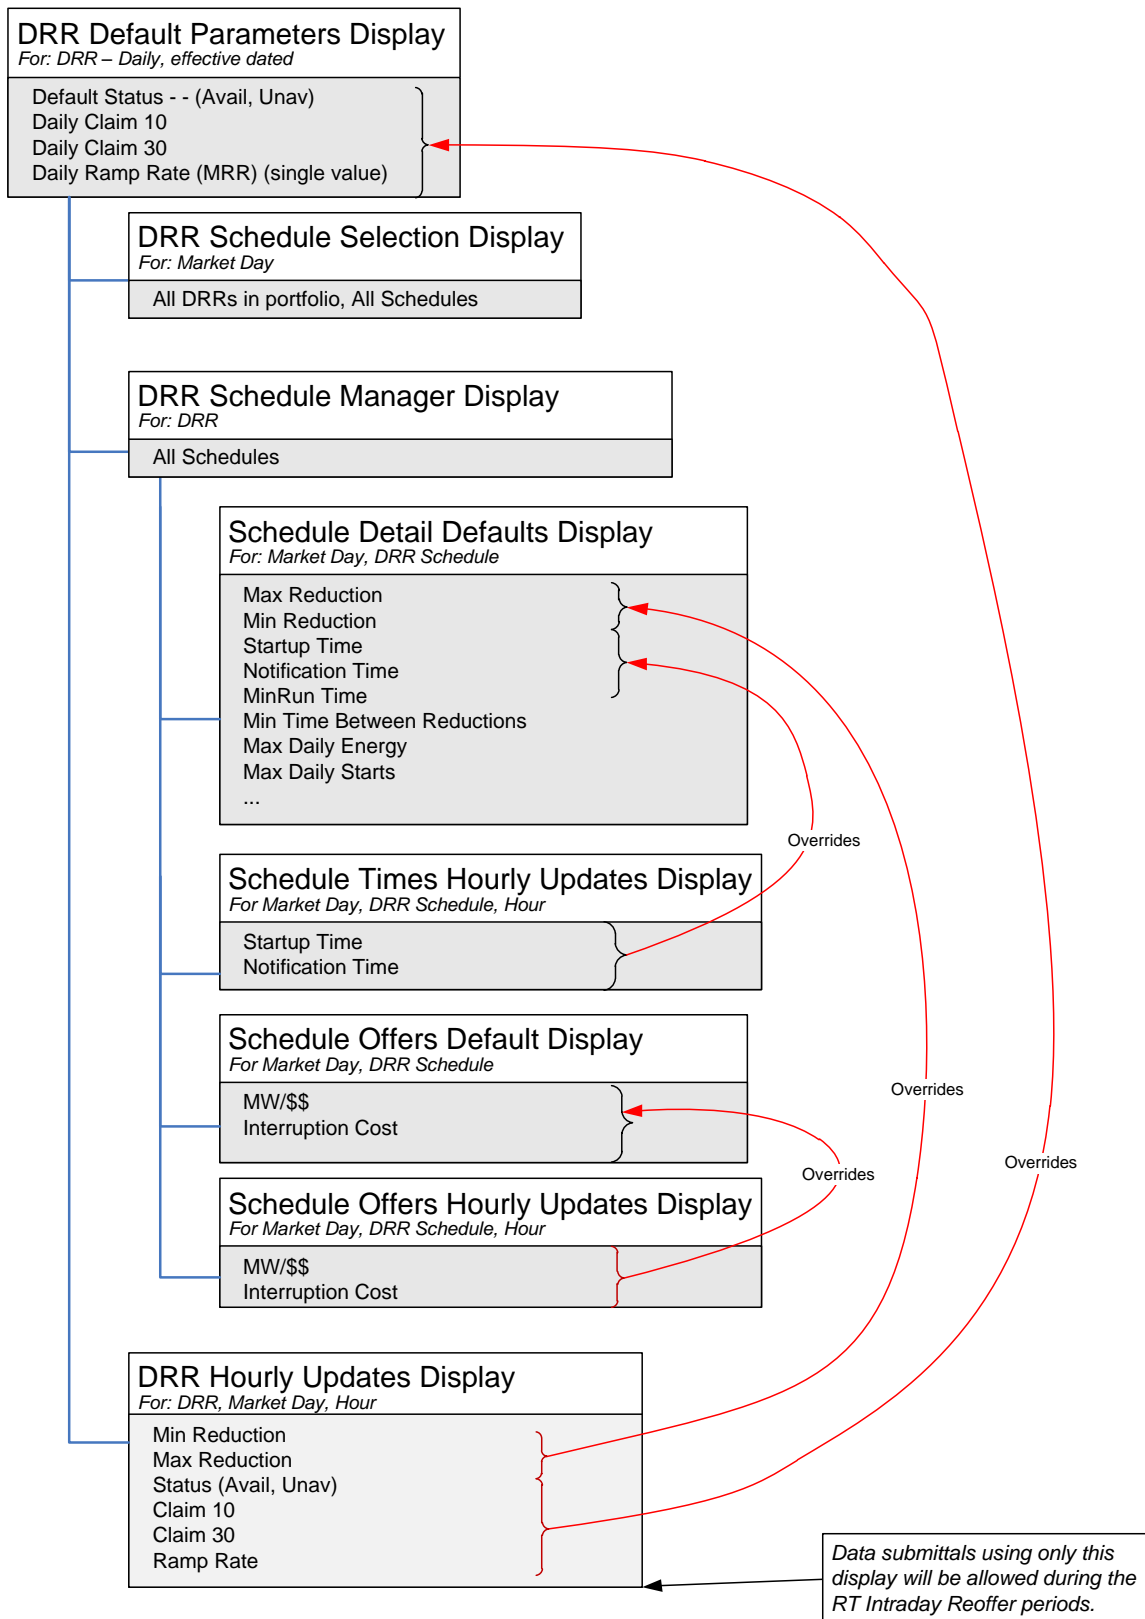 DRR Default Parameters Display
For: DRR – Daily, effective dated
Default Status - - (Avail, Unav)
Daily Claim 10
Daily Claim 30
Daily Ramp Rate (MRR) (single value)
DRR Schedule Selection Display
For: Market Day
All DRRs in portfolio, All Schedules
DRR Schedule Manager Display
For: DRR
All Schedules
Schedule Detail Defaults Display
For: Market Day, DRR Schedule
Max Reduction
Min Reduction
Startup Time
Notification Time
MinRun Time
Min Time Between Reductions
Max Daily Energy
Max Daily Starts
...
Overrides
Schedule Times Hourly Updates Display
For Market Day, DRR Schedule, Hour
Startup Time
Notification Time
Schedule Offers Default Display
For Market Day, DRR Schedule
MW/$$
Interruption Cost
Overrides
Overrides
Overrides
Schedule Offers Hourly Updates Display
For Market Day, DRR Schedule, Hour
MW/$$
Interruption Cost
DRR Hourly Updates Display
For: DRR, Market Day, Hour
Min Reduction
Max Reduction
Status (Avail, Unav)
Claim 10
Claim 30
Ramp Rate
Data submittals using only this
display will be allowed during the
RT Intraday Reoffer periods.